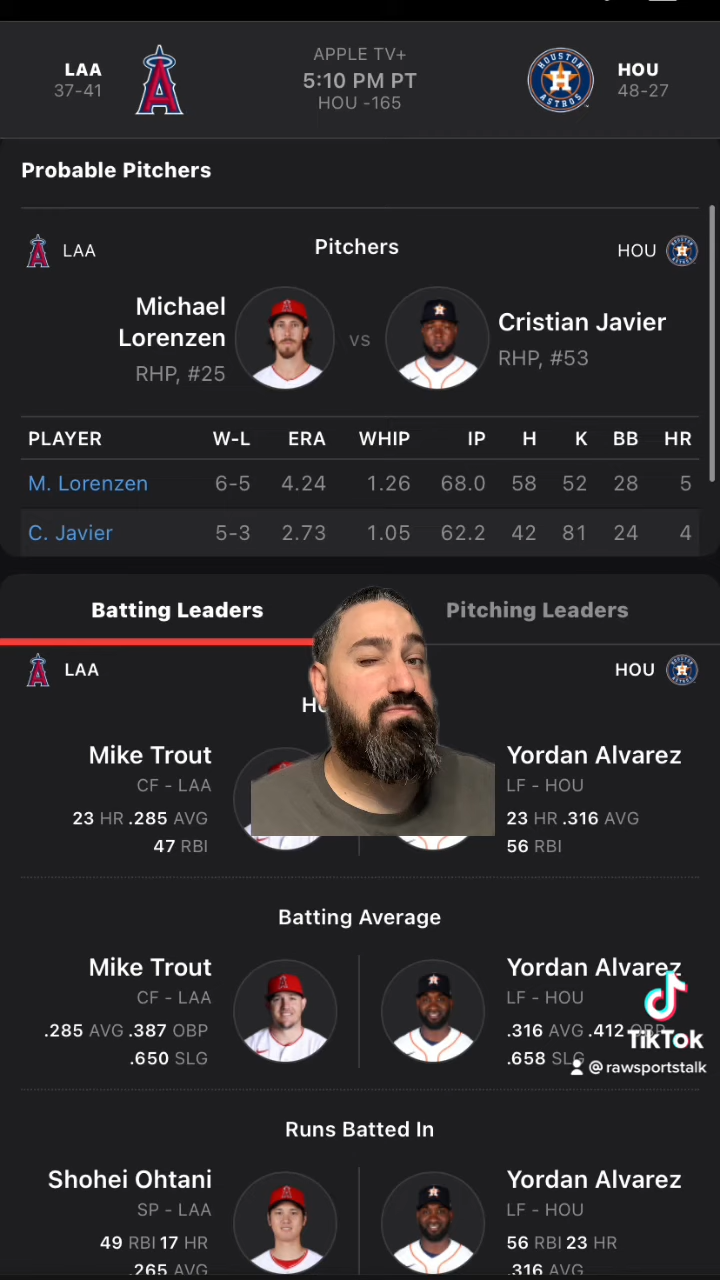 LAA
37-41
APPLE TV+
5:10 PM PT
HOU -165
HOU
48-27
Probable Pitchers
LAA
Pitchers
HOU
Michael
Lorenzen
RHP, #25
VS
Cristian Javier
RHP, #53
PLAYER W-L ERA WHIP IP H K BB HR
M. Lorenzen 6-5 4.24 1.26 68.0 58 52 28 5
C. Javier 5-3 2.73 1.05 62.2 42 81 24 4
Batting Leaders
Pitching Leaders
LAA
HOU
Mike Trout
CF - LAA
23 HR .285 AVG
47 RBI
Yordan Alvarez
LF - HOU
23 HR .316 AVG
56 RBI
Batting Average
Mike Trout
CF - LAA
.285 AVG .387 OBP
.650 SLG
Yordan Alvarez
LF - HOU
.316 AVG .412 OBP
.658 SLG
TikTok
@rawsportstalk
Runs Batted In
Shohei Ohtani
SP - LAA
49 RBI 17 HR
.265 AVG
Yordan Alvarez
LF - HOU
56 RBI 23 HR
.316 AVG